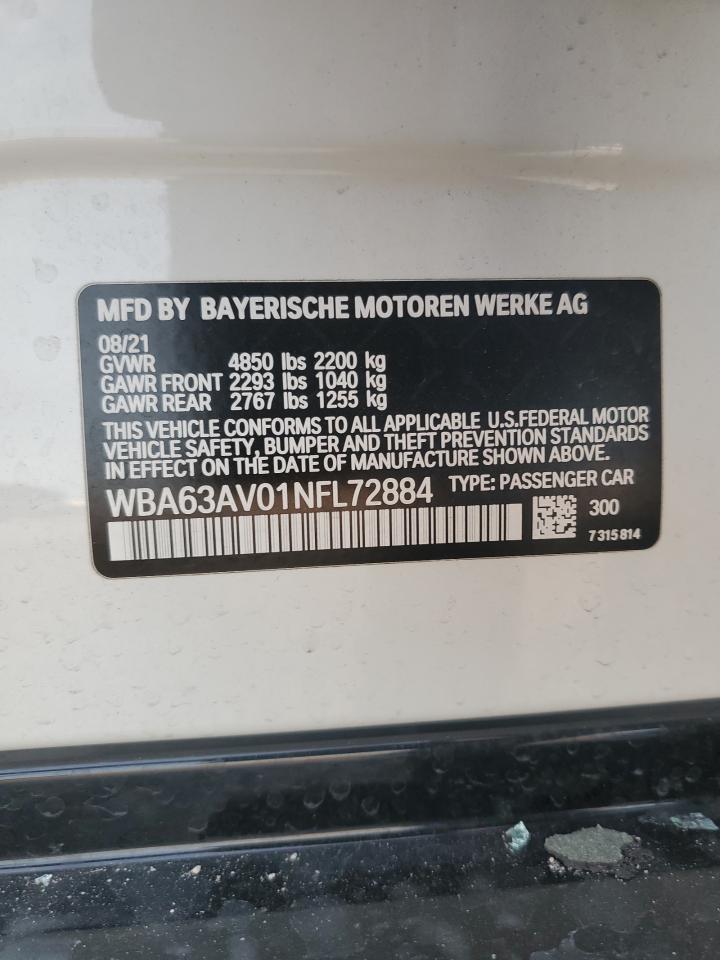 MFD BY BAYERISCHE MOTOREN WERKE AG
08/21
GVWR 4850 lbs 2200 kg
GAWR FRONT 2293 lbs 1040 kg
GAWR REAR 2767 lbs 1255 kg
THIS VEHICLE CONFORMS TO ALL APPLICABLE U.S.FEDERAL MOTOR
VEHICLE SAFETY, BUMPER AND THEFT PREVENTION STANDARDS
IN EFFECT ON THE DATE OF MANUFACTURE SHOWN ABOVE.
WBA63AV01NFL72884 TYPE: PASSENGER CAR
300
7315814